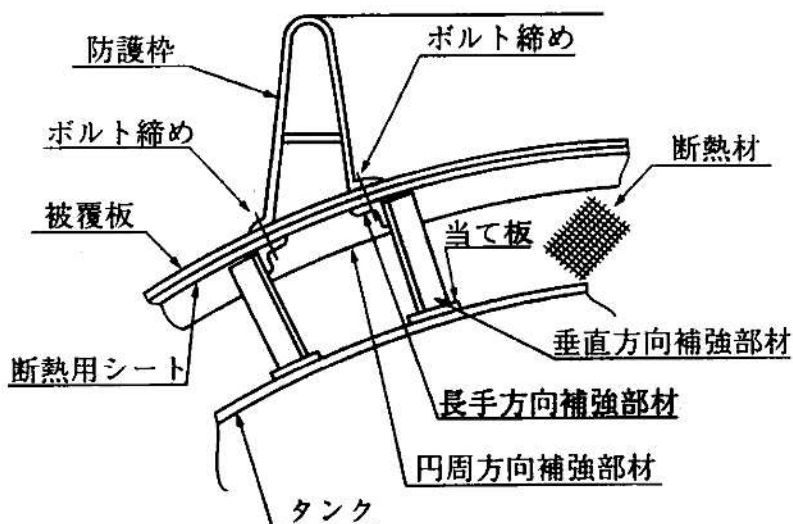 防護枠
ボルト締め
ボルト締め
断熱材
被覆板
当て板
垂直方向補強部材
断熱用シート
長手方向補強部材
円周方向補強部材
タンク